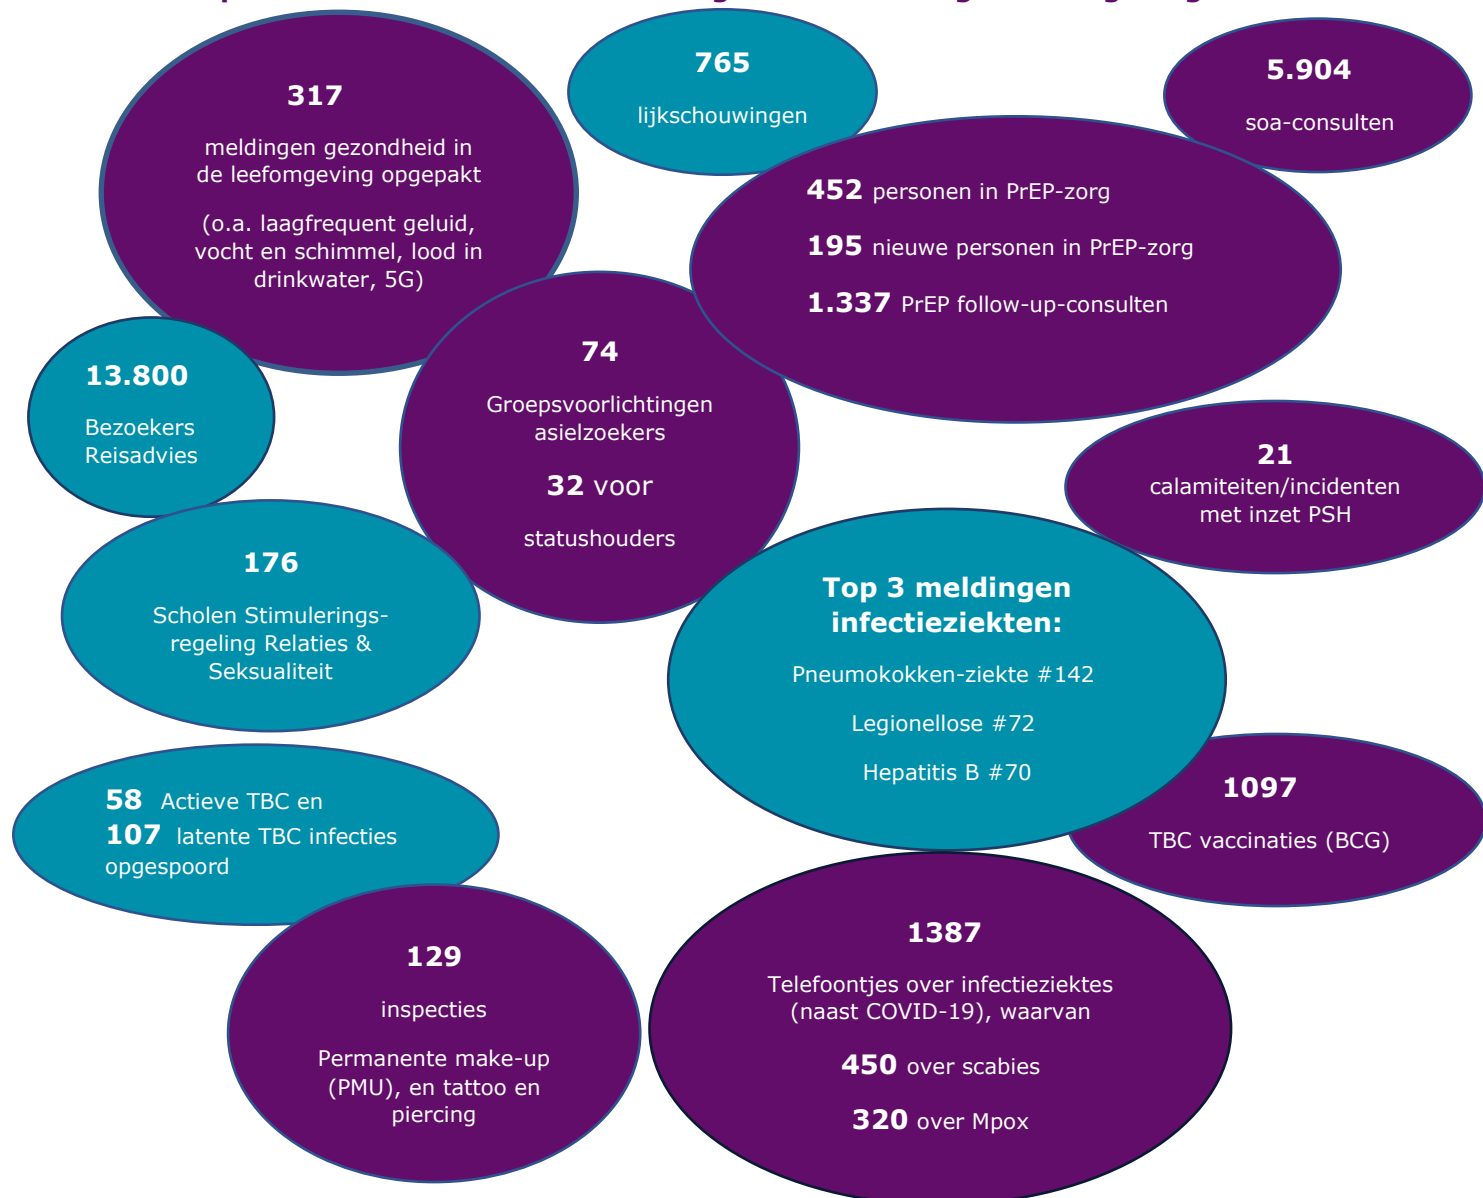 317
meldingen gezondheid in
de leefomgeving opgepakt
(o.a. laagfrequent geluid,
vocht en schimmel, lood in
drinkwater, 5G)
765
lijkschouwingen
5.904
soa-consulten
452 personen in PrEP-zorg
195 nieuwe personen in PrEP-zorg
1.337 PrEP follow-up-consulten
13.800
Bezoekers
Reisadvies
74
Groepsvoorlichtingen
asielzoekers
32 voor
statushouders
21
calamiteiten/incidenten
met inzet PSH
176
Scholen Stimulerings-
regeling Relaties &
Seksualiteit
Top 3 meldingen
infectieziekten:
Pneumokokken-ziekte #142
Legionellose #72
Hepatitis B #70
58 Actieve TBC en
107 latente TBC infecties
opgespoord
1097
TBC vaccinaties (BCG)
129
inspecties
Permanente make-up
(PMU), en tattoo en
piercing
1387
Telefoontjes over infectieziektes
(naast COVID-19), waarvan
450 over scabies
320 over Mpox